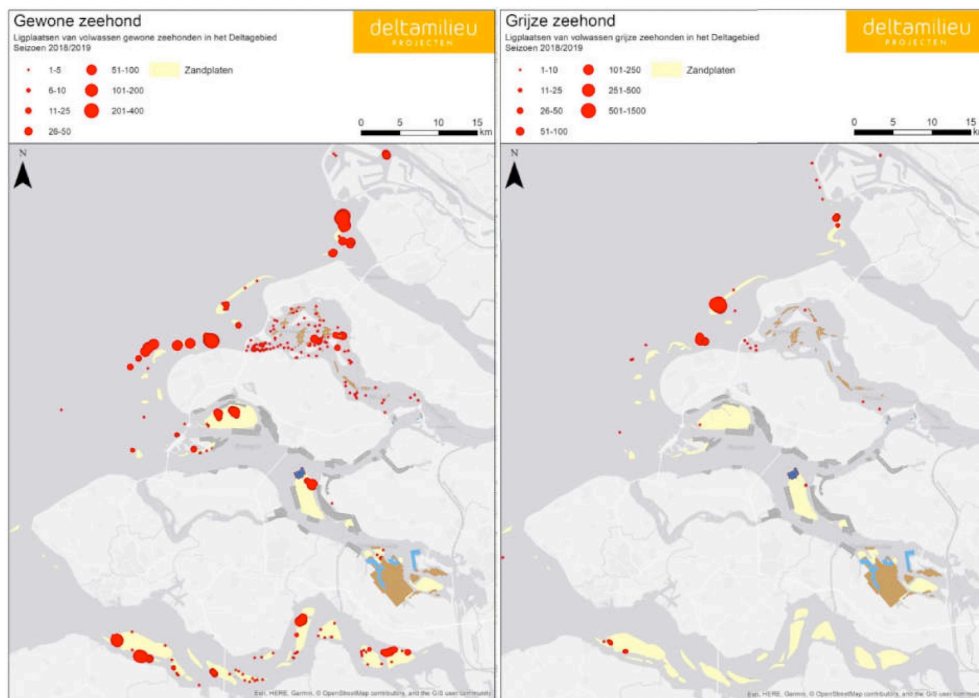 Gewone zeehond
Ligplaatsen van volwassen gewone zeehonden in het Deltagebied
Seizoen 2018/2019
deltamilieu
PROJECTEN
1-5
6-10
11-25
26-50
51-100
101-200
201-400
Zandplaten
0 5 10 15
km
N
Esri, HERE, Garmin, © OpenStreetMap contributors, and the GIS user community
Grijze zeehond
Ligplaatsen van volwassen grijze zeehonden in het Deltagebied
Seizoen 2018/2019
deltamilieu
PROJECTEN
1-10
11-25
26-50
51-100
101-250
251-500
501-1500
Zandplaten
0 5 10 15
km
N
Esri, HERE, Garmin, © OpenStreetMap contributors, and the GIS user community